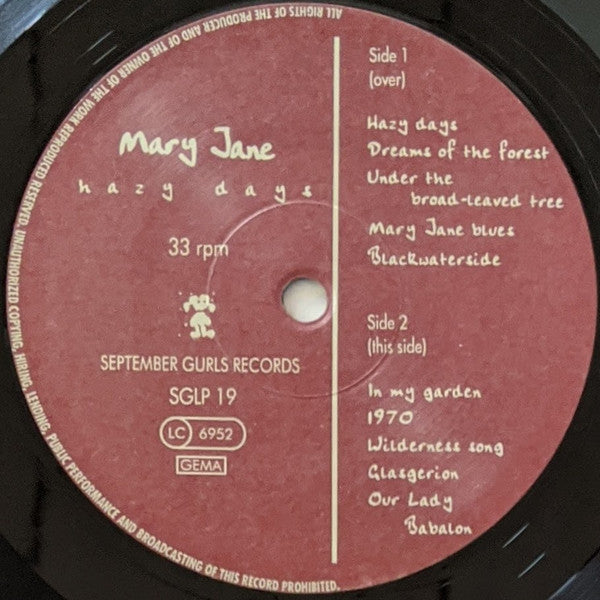 ALL RIGHTS OF THE PRODUCER AND OF THE OWNER OF THE WORK REPRODUCED RESERVED. UNAUTHORIZED COPYING, HIRING, LENDING, PUBLIC PERFORMANCE AND BROADCASTING OF THIS RECORD PROHIBITED.
Mary Jane
hazy days
33 rpm
SEPTEMBER GURLS RECORDS
SGLP 19
LC 6952
GEMA
Side 1
(over)
Hazy days
Dreams of the forest
Under the
broad-leaved tree
Mary Jane blues
Blackwaterside
Side 2
(this side)
In my garden
1970
Wilderness song
Glasgerion
Our Lady
Babalon